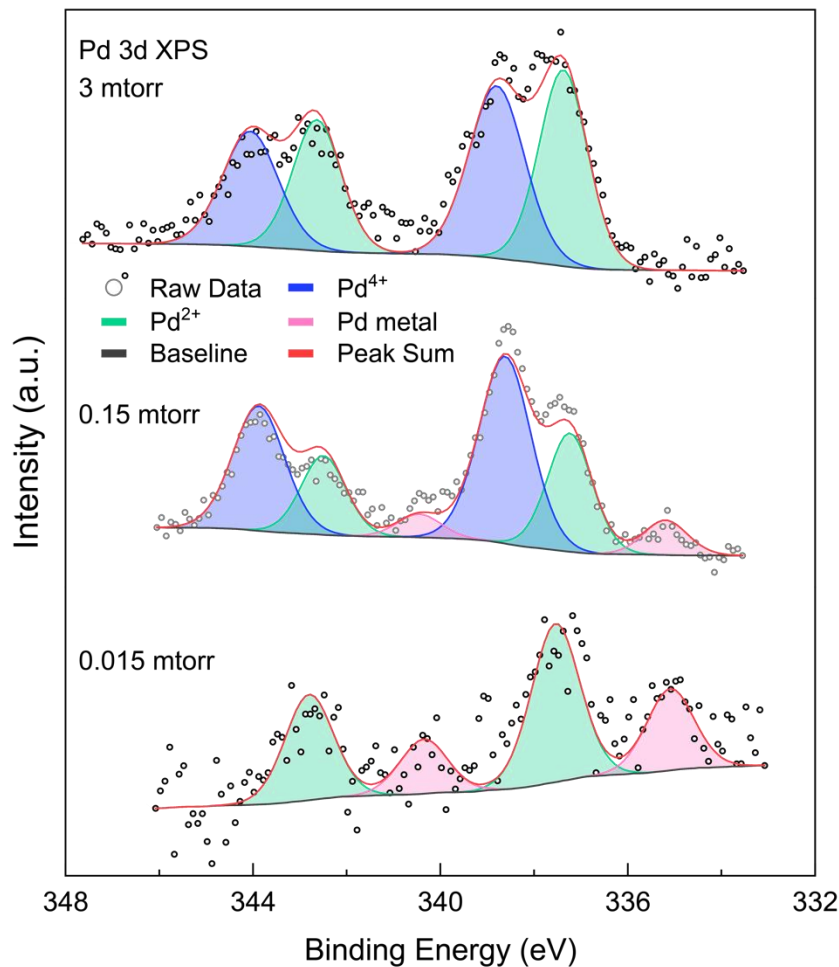 Pd 3d XPS
3 mtorr
Raw Data
Pd⁴⁺
Pd²⁺
Pd metal
Baseline
Peak Sum
0.15 mtorr
0.015 mtorr
Intensity (a.u.)
348 344 340 336 332
Binding Energy (eV)